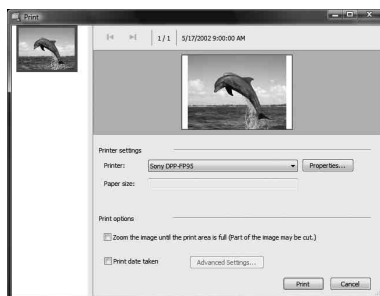 Print
1 / 1 5/17/2002 9:00:00 AM
Printer settings
Printer: Sony DPP-FP95 Properties...
Paper size:
Print options
Zoom the image until the print area is full (Part of the image may be cut.)
Print date taken Advanced Settings...
Print Cancel